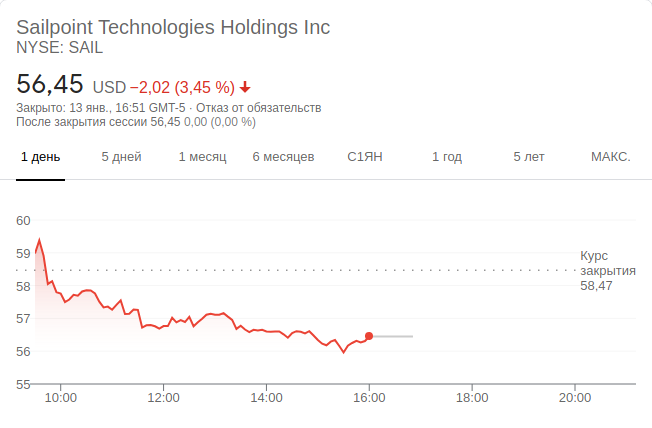 Sailpoint Technologies Holdings Inc
NYSE: SAIL
56,45 USD −2,02 (3,45 %)
Закрыто: 13 янв., 16:51 GMT-5 · Отказ от обязательств
После закрытия сессии 56,45 0,00 (0,00 %)
1 день 5 дней 1 месяц 6 месяцев С1ЯН 1 год 5 лет МАКС.
60
59
Курс
закрытия
58,47
58
57
56
55
10:00 12:00 14:00 16:00 18:00 20:00